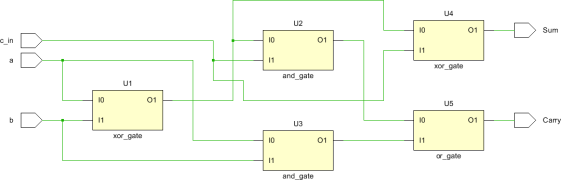 U4
U2
I0 O1
Sum
c_in
I0 O1
I1
a
I1
xor_gate
U1
and_gate
I0 O1
U5
U3
I0 O1
Carry
b
I1
xor_gate
I0 O1
I1
I1
or_gate
and_gate